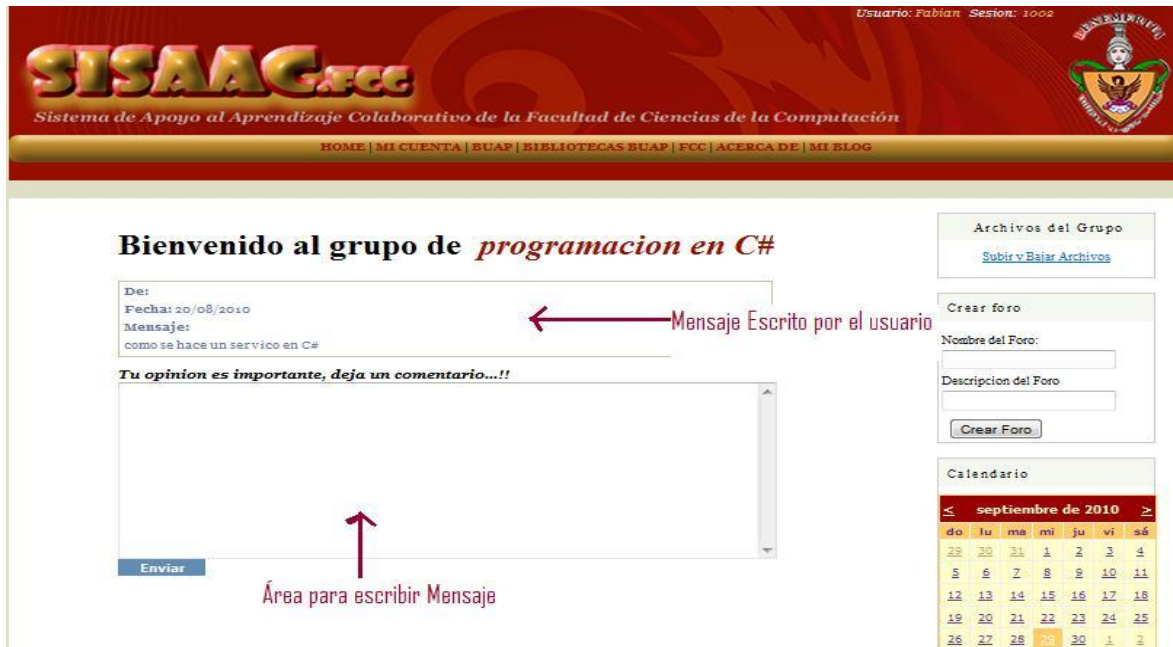 Usuario: Fabian Sesion: 1002
BENEMERITA
SISAAC.FCC
Sistema de Apoyo al Aprendizaje Colaborativo de la Facultad de Ciencias de la Computación
HOME | MI CUENTA | BUAP | BIBLIOTECAS BUAP | FCC | ACERCA DE | MI BLOG
Bienvenido al grupo de programacion en C#
De:
Fecha: 20/08/2010
Mensaje:
como se hace un servico en C#
Mensaje Escrito por el usuario
Tu opinion es importante, deja un comentario...!!
Enviar
Área para escribir Mensaje
Archivos del Grupo
Subir y Bajar Archivos
Crear foro
Nombre del Foro:
Descripcion del Foro
Crear Foro
Calendario
< septiembre de 2010 >
do lu ma mi ju vi sá
29 30 31 1 2 3 4
5 6 7 8 9 10 11
12 13 14 15 16 17 18
19 20 21 22 23 24 25
26 27 28 29 30 1 2